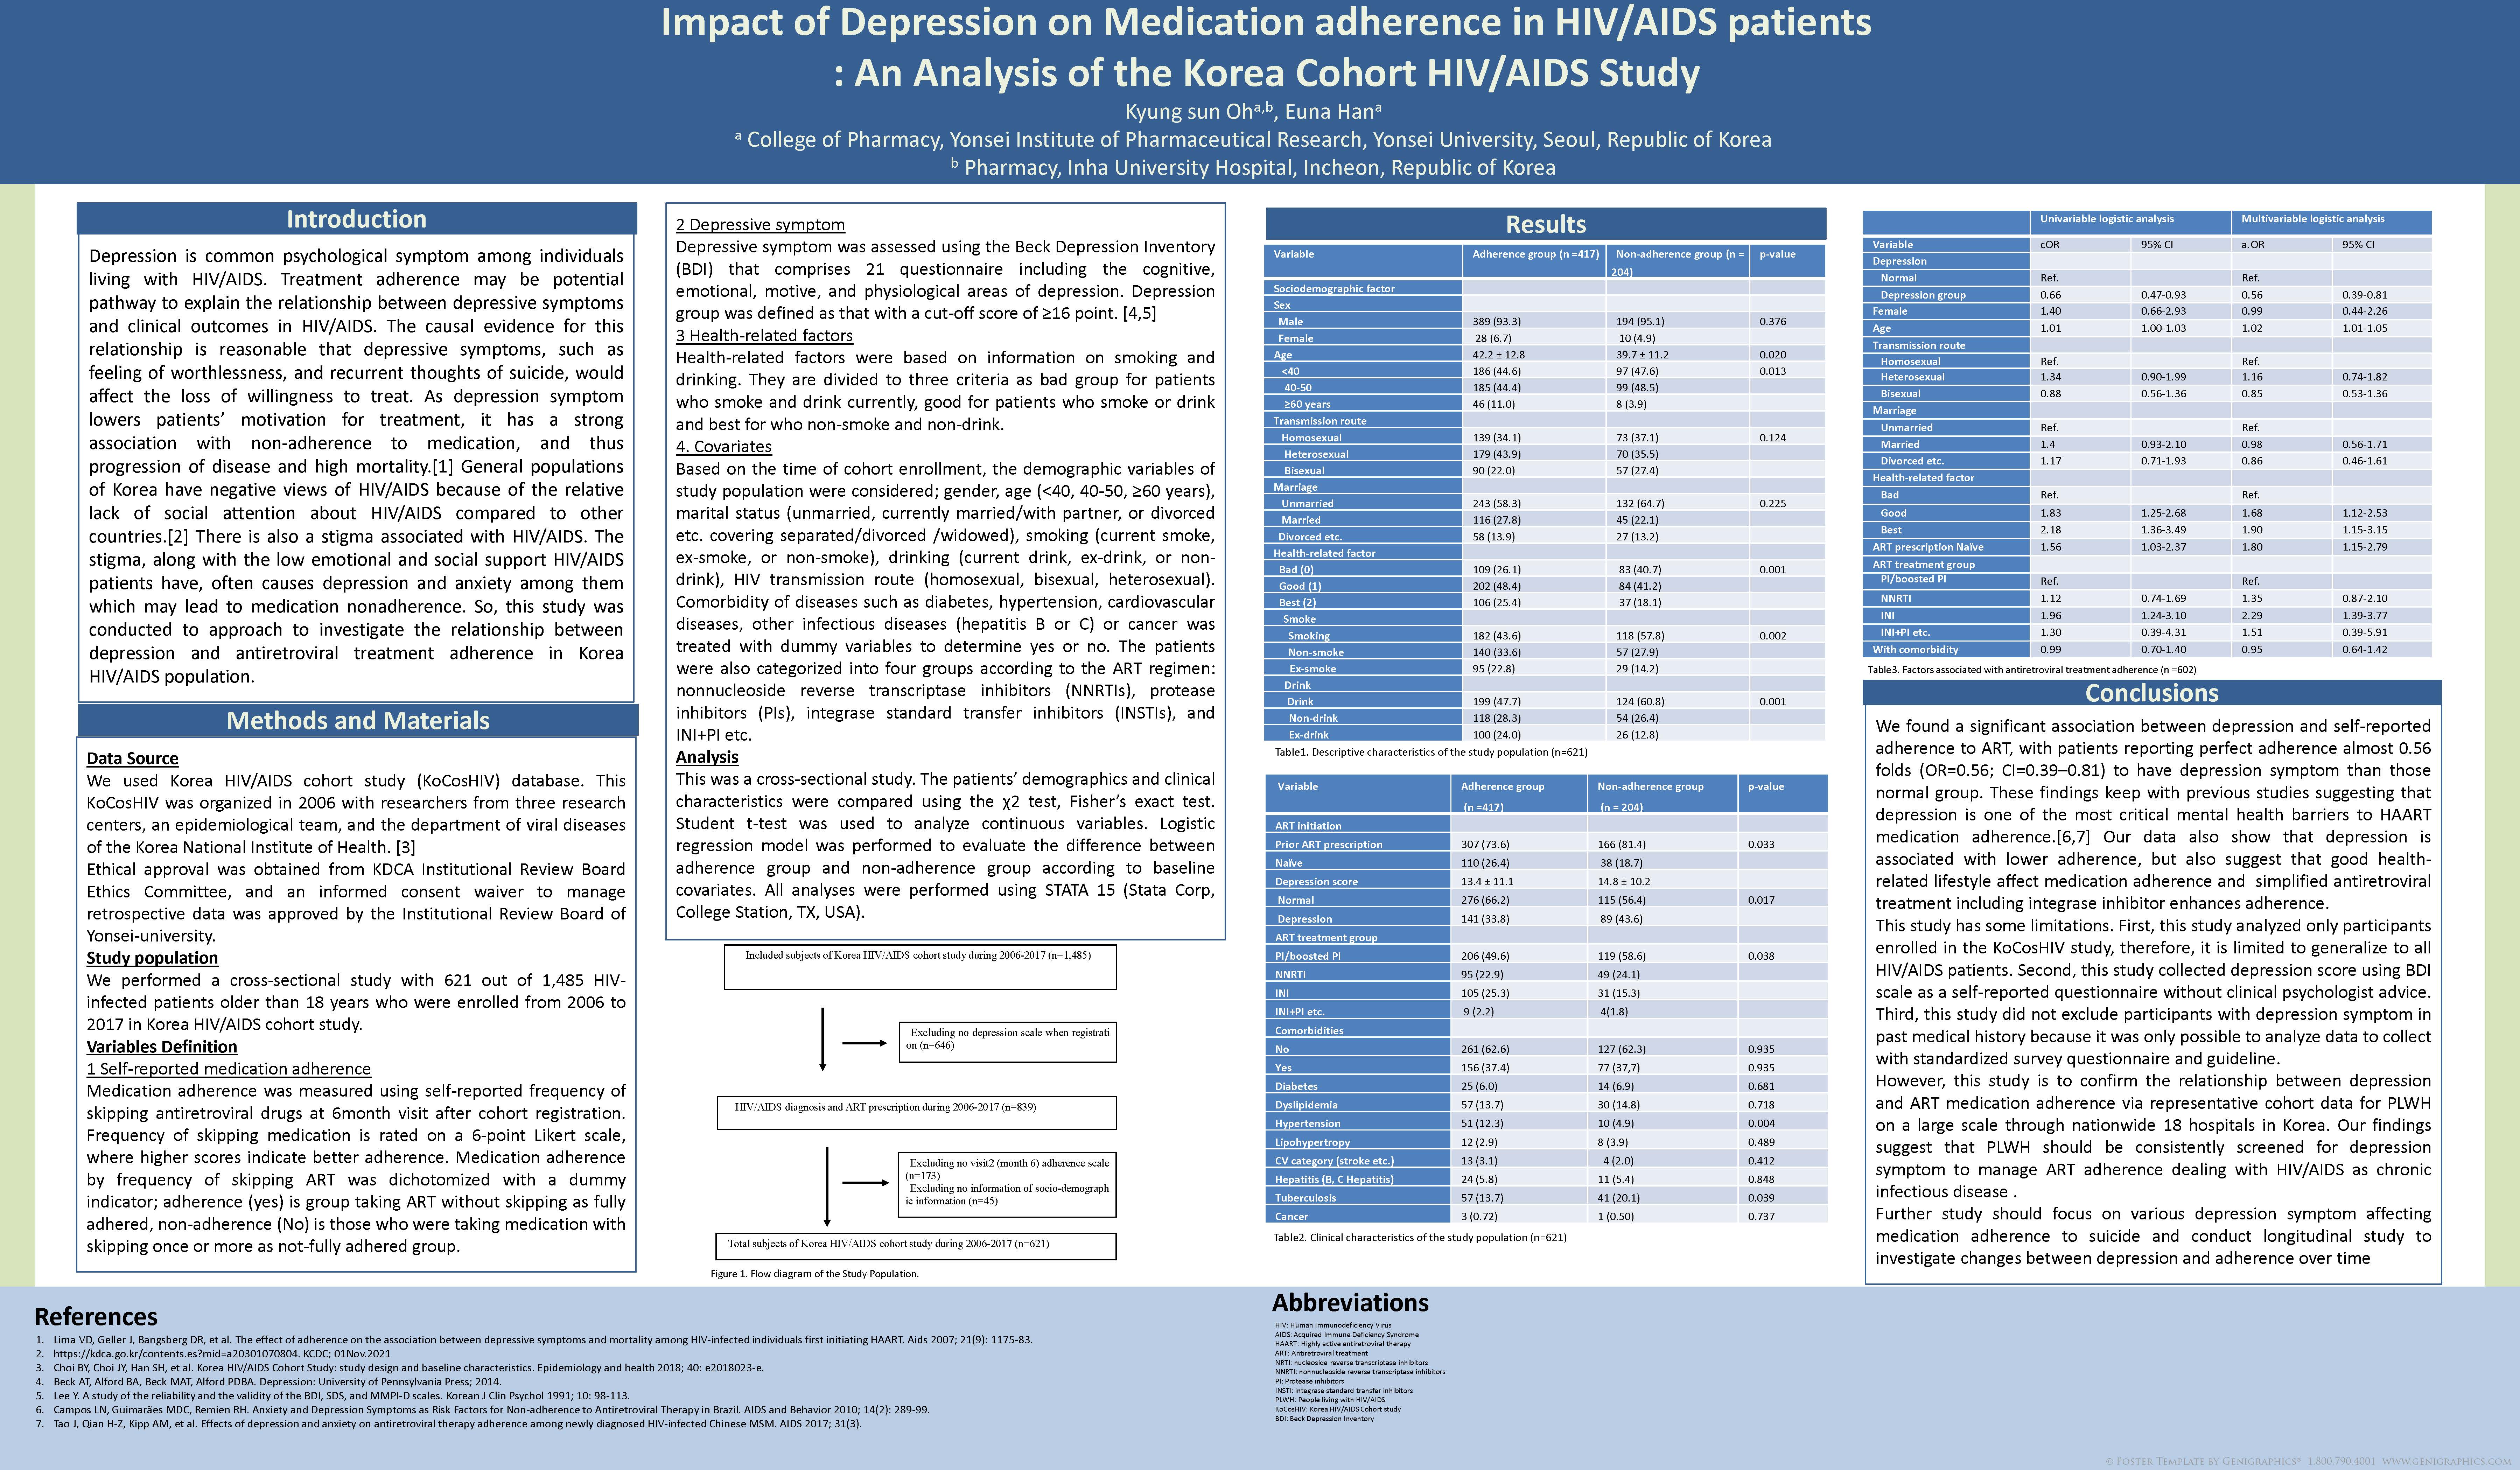 Impact of Depression on Medication adherence in HIV/AIDS patients
: An Analysis of the Korea Cohort HIV/AIDS Study
Kyung sun Oha,b, Euna Hana
a College of Pharmacy, Yonsei Institute of Pharmaceutical Research, Yonsei University, Seoul, Republic of Korea
b Pharmacy, Inha University Hospital, Incheon, Republic of Korea
Introduction
Depression is common psychological symptom among individuals
living with HIV/AIDS. Treatment adherence may be potential
pathway to explain the relationship between depressive symptoms
and clinical outcomes in HIV/AIDS. The causal evidence for this
relationship is reasonable that depressive symptoms, such as
feeling of worthlessness, and recurrent thoughts of suicide, would
affect the loss of willingness to treat. As depression symptom
lowers patients’ motivation for treatment, it has a strong
association with non-adherence to medication, and thus
progression of disease and high mortality.[1] General populations
of Korea have negative views of HIV/AIDS because of the relative
lack of social attention about HIV/AIDS compared to other
countries.[2] There is also a stigma associated with HIV/AIDS. The
stigma, along with the low emotional and social support HIV/AIDS
patients have, often causes depression and anxiety among them
which may lead to medication nonadherence. So, this study was
conducted to approach to investigate the relationship between
depression and antiretroviral treatment adherence in Korea
HIV/AIDS population.
Methods and Materials
Data Source
We used Korea HIV/AIDS cohort study (KoCosHIV) database. This
KoCosHIV was organized in 2006 with researchers from three research
centers, an epidemiological team, and the department of viral diseases
of the Korea National Institute of Health. [3]
Ethical approval was obtained from KDCA Institutional Review Board
Ethics Committee, and an informed consent waiver to manage
retrospective data was approved by the Institutional Review Board of
Yonsei-university.
Study population
We performed a cross-sectional study with 621 out of 1,485 HIV-
infected patients older than 18 years who were enrolled from 2006 to
2017 in Korea HIV/AIDS cohort study.
Variables Definition
1 Self-reported medication adherence
Medication adherence was measured using self-reported frequency of
skipping antiretroviral drugs at 6month visit after cohort registration.
Frequency of skipping medication is rated on a 6-point Likert scale,
where higher scores indicate better adherence. Medication adherence
by frequency of skipping ART was dichotomized with a dummy
indicator; adherence (yes) is group taking ART without skipping as fully
adhered, non-adherence (No) is those who were taking medication with
skipping once or more as not-fully adhered group.
2 Depressive symptom
Depressive symptom was assessed using the Beck Depression Inventory
(BDI) that comprises 21 questionnaire including the cognitive,
emotional, motive, and physiological areas of depression. Depression
group was defined as that with a cut-off score of ≥16 point. [4,5]
3 Health-related factors
Health-related factors were based on information on smoking and
drinking. They are divided to three criteria as bad group for patients
who smoke and drink currently, good for patients who smoke or drink
and best for who non-smoke and non-drink.
4. Covariates
Based on the time of cohort enrollment, the demographic variables of
study population were considered; gender, age (<40, 40-50, ≥60 years),
marital status (unmarried, currently married/with partner, or divorced
etc. covering separated/divorced /widowed), smoking (current smoke,
ex-smoke, or non-smoke), drinking (current drink, ex-drink, or non-
drink), HIV transmission route (homosexual, bisexual, heterosexual).
Comorbidity of diseases such as diabetes, hypertension, cardiovascular
diseases, other infectious diseases (hepatitis B or C) or cancer was
treated with dummy variables to determine yes or no. The patients
were also categorized into four groups according to the ART regimen:
nonnucleoside reverse transcriptase inhibitors (NNRTIs), protease
inhibitors (PIs), integrase standard transfer inhibitors (INSTIs), and
INI+PI etc.
Analysis
This was a cross-sectional study. The patients’ demographics and clinical
characteristics were compared using the χ2 test, Fisher’s exact test.
Student t-test was used to analyze continuous variables. Logistic
regression model was performed to evaluate the difference between
adherence group and non-adherence group according to baseline
covariates. All analyses were performed using STATA 15 (Stata Corp,
College Station, TX, USA).
Included subjects of Korea HIV/AIDS cohort study during 2006-2017 (n=1,485)
Excluding no depression scale when registrati
on (n=646)
HIV/AIDS diagnosis and ART prescription during 2006-2017 (n=839)
Excluding no visit2 (month 6) adherence scale
(n=173)
Excluding no information of socio-demograph
ic information (n=45)
Total subjects of Korea HIV/AIDS cohort study during 2006-2017 (n=621)
Figure 1. Flow diagram of the Study Population.
Results
Variable Adherence group (n =417) Non-adherence group (n = 204) p-value
Sociodemographic factor
Sex
Male 389 (93.3) 194 (95.1) 0.376
Female 28 (6.7) 10 (4.9)
Age 42.2 ± 12.8 39.7 ± 11.2 0.020
<40 186 (44.6) 97 (47.6) 0.013
40-50 185 (44.4) 99 (48.5)
≥60 years 46 (11.0) 8 (3.9)
Transmission route
Homosexual 139 (34.1) 73 (37.1) 0.124
Heterosexual 179 (43.9) 70 (35.5)
Bisexual 90 (22.0) 57 (27.4)
Marriage
Unmarried 243 (58.3) 132 (64.7) 0.225
Married 116 (27.8) 45 (22.1)
Divorced etc. 58 (13.9) 27 (13.2)
Health-related factor
Bad (0) 109 (26.1) 83 (40.7) 0.001
Good (1) 202 (48.4) 84 (41.2)
Best (2) 106 (25.4) 37 (18.1)
Smoke
Smoking 182 (43.6) 118 (57.8) 0.002
Non-smoke 140 (33.6) 57 (27.9)
Ex-smoke 95 (22.8) 29 (14.2)
Drink
Drink 199 (47.7) 124 (60.8) 0.001
Non-drink 118 (28.3) 54 (26.4)
Ex-drink 100 (24.0) 26 (12.8)
Table1. Descriptive characteristics of the study population (n=621)
Variable Adherence group (n =417) Non-adherence group (n = 204) p-value
ART initiation
Prior ART prescription 307 (73.6) 166 (81.4) 0.033
Naïve 110 (26.4) 38 (18.7)
Depression score 13.4 ± 11.1 14.8 ± 10.2
Normal 276 (66.2) 115 (56.4) 0.017
Depression 141 (33.8) 89 (43.6)
ART treatment group
PI/boosted PI 206 (49.6) 119 (58.6) 0.038
NNRTI 95 (22.9) 49 (24.1)
INI 105 (25.3) 31 (15.3)
INI+PI etc. 9 (2.2) 4(1.8)
Comorbidities
No 261 (62.6) 127 (62.3) 0.935
Yes 156 (37.4) 77 (37,7) 0.935
Diabetes 25 (6.0) 14 (6.9) 0.681
Dyslipidemia 57 (13.7) 30 (14.8) 0.718
Hypertension 51 (12.3) 10 (4.9) 0.004
Lipohypertropy 12 (2.9) 8 (3.9) 0.489
CV category (stroke etc.) 13 (3.1) 4 (2.0) 0.412
Hepatitis (B, C Hepatitis) 24 (5.8) 11 (5.4) 0.848
Tuberculosis 57 (13.7) 41 (20.1) 0.039
Cancer 3 (0.72) 1 (0.50) 0.737
Table2. Clinical characteristics of the study population (n=621)
Univariable logistic analysis Multivariable logistic analysis
Variable cOR 95% CI a.OR 95% CI
Depression
Normal Ref. Ref.
Depression group 0.66 0.47-0.93 0.56 0.39-0.81
Female 1.40 0.66-2.93 0.99 0.44-2.26
Age 1.01 1.00-1.03 1.02 1.01-1.05
Transmission route
Homosexual Ref. Ref.
Heterosexual 1.34 0.90-1.99 1.16 0.74-1.82
Bisexual 0.88 0.56-1.36 0.85 0.53-1.36
Marriage
Unmarried Ref. Ref.
Married 1.4 0.93-2.10 0.98 0.56-1.71
Divorced etc. 1.17 0.71-1.93 0.86 0.46-1.61
Health-related factor
Bad Ref. Ref.
Good 1.83 1.25-2.68 1.68 1.12-2.53
Best 2.18 1.36-3.49 1.90 1.15-3.15
ART prescription Naïve 1.56 1.03-2.37 1.80 1.15-2.79
ART treatment group
PI/boosted PI Ref. Ref.
NNRTI 1.12 0.74-1.69 1.35 0.87-2.10
INI 1.96 1.24-3.10 2.29 1.39-3.77
INI+PI etc. 1.30 0.39-4.31 1.51 0.39-5.91
With comorbidity 0.99 0.70-1.40 0.95 0.64-1.42
Table3. Factors associated with antiretroviral treatment adherence (n =602)
Conclusions
We found a significant association between depression and self-reported
adherence to ART, with patients reporting perfect adherence almost 0.56
folds (OR=0.56; CI=0.39–0.81) to have depression symptom than those
normal group. These findings keep with previous studies suggesting that
depression is one of the most critical mental health barriers to HAART
medication adherence.[6,7] Our data also show that depression is
associated with lower adherence, but also suggest that good health-
related lifestyle affect medication adherence and simplified antiretroviral
treatment including integrase inhibitor enhances adherence.
This study has some limitations. First, this study analyzed only participants
enrolled in the KoCosHIV study, therefore, it is limited to generalize to all
HIV/AIDS patients. Second, this study collected depression score using BDI
scale as a self-reported questionnaire without clinical psychologist advice.
Third, this study did not exclude participants with depression symptom in
past medical history because it was only possible to analyze data to collect
with standardized survey questionnaire and guideline.
However, this study is to confirm the relationship between depression
and ART medication adherence via representative cohort data for PLWH
on a large scale through nationwide 18 hospitals in Korea. Our findings
suggest that PLWH should be consistently screened for depression
symptom to manage ART adherence dealing with HIV/AIDS as chronic
infectious disease .
Further study should focus on various depression symptom affecting
medication adherence to suicide and conduct longitudinal study to
investigate changes between depression and adherence over time
References
1. Lima VD, Geller J, Bangsberg DR, et al. The effect of adherence on the association between depressive symptoms and mortality among HIV-infected individuals first initiating HAART. Aids 2007; 21(9): 1175-83.
2. https://kdca.go.kr/contents.es?mid=a20301070804. KCDC; 01Nov.2021
3. Choi BY, Choi JY, Han SH, et al. Korea HIV/AIDS Cohort Study: study design and baseline characteristics. Epidemiology and health 2018; 40: e2018023-e.
4. Beck AT, Alford BA, Beck MAT, Alford PDBA. Depression: University of Pennsylvania Press; 2014.
5. Lee Y. A study of the reliability and the validity of the BDI, SDS, and MMPI-D scales. Korean J Clin Psychol 1991; 10: 98-113.
6. Campos LN, Guimarães MDC, Remien RH. Anxiety and Depression Symptoms as Risk Factors for Non-adherence to Antiretroviral Therapy in Brazil. AIDS and Behavior 2010; 14(2): 289-99.
7. Tao J, Qian H-Z, Kipp AM, et al. Effects of depression and anxiety on antiretroviral therapy adherence among newly diagnosed HIV-infected Chinese MSM. AIDS 2017; 31(3).
Abbreviations
HIV: Human Immunodeficiency Virus
AIDS: Acquired Immune Deficiency Syndrome
HAART: Highly active antiretroviral therapy
ART: Antiretroviral treatment
NRTI: nucleoside reverse transcriptase inhibitors
NNRTI: nonnucleoside reverse transcriptase inhibitors
PI: Protease inhibitors
INSTI: integrase standard transfer inhibitors
PLWH: People living with HIV/AIDS
KoCosHIV: Korea HIV/AIDS Cohort study
BDI: Beck Depression Inventory
© POSTER TEMPLATE BY GENIGRAPHICS® 1.800.790.4001 WWW.GENIGRAPHICS.COM